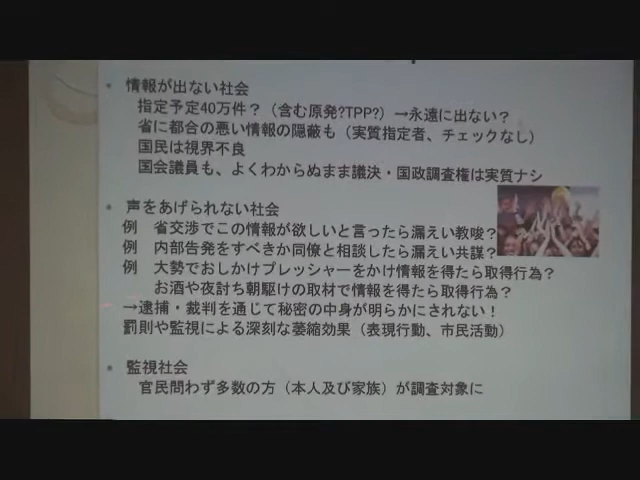 ・ 情報が出ない社会
指定予定40万件？（含む原発?TPP?）→永遠に出ない？
省に都合の悪い情報の隠蔽も（実質指定者、チェックなし）
国民は視界不良
国会議員も、よくわからぬまま議決・国政調査権は実質ナシ
・ 声をあげられない社会
例　省交渉でこの情報が欲しいと言ったら漏えい教唆？
例　内部告発をすべきか同僚と相談したら漏えい共謀？
例　大勢でおしかけプレッシャーをかけ情報を得たら取得行為？
お酒や夜討ち朝駆けの取材で情報を得たら取得行為？
→逮捕・裁判を通じて秘密の中身が明らかにされない！
罰則や監視による深刻な萎縮効果（表現行動、市民活動）
・ 監視社会
官民問わず多数の方（本人及び家族）が調査対象に